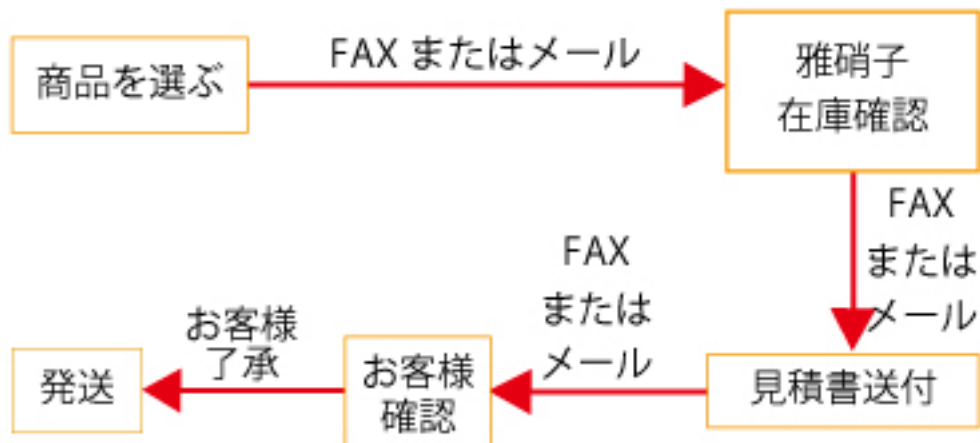 商品を選ぶ
FAX またはメール
雅硝子
在庫確認
FAX
または
メール
見積書送付
FAX
または
メール
お客様
確認
お客様
了承
発送